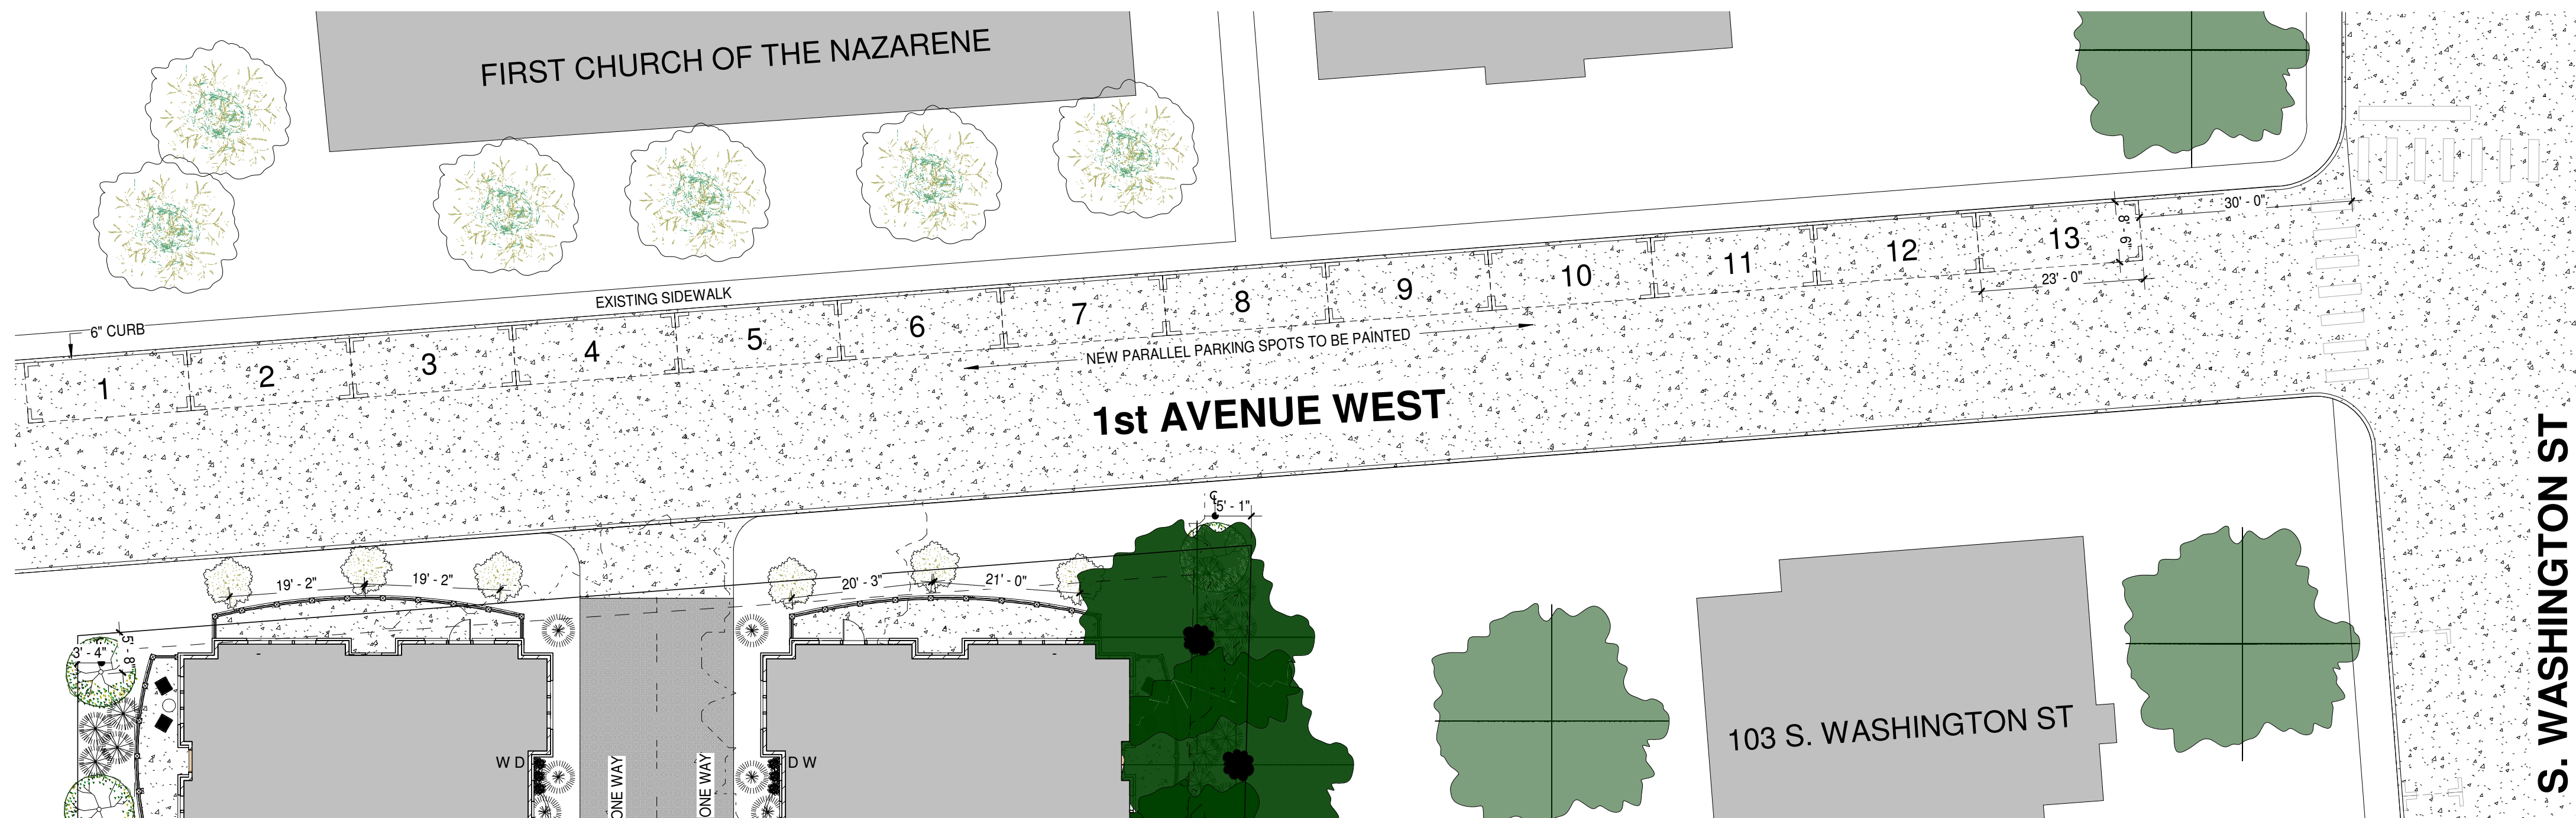 FIRST CHURCH OF THE NAZARENE
30' - 0"
8' - 6"
13
12
11
10
9
8
7
6
5
4
3
2
1
23' - 0"
EXISTING SIDEWALK
6" CURB
NEW PARALLEL PARKING SPOTS TO BE PAINTED
1st AVENUE WEST
S. WASHINGTON ST
5' - 1"
19' - 2"
19' - 2"
20' - 3"
21' - 0"
5' - 8"
3' - 4"
W D
D W
ONE WAY
ONE WAY
103 S. WASHINGTON ST